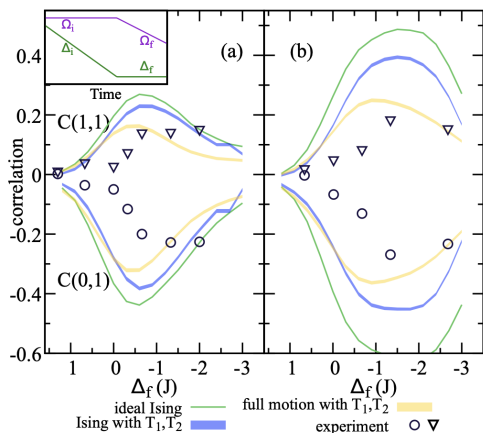 Ω_i
Ω_f
Δ_i
Δ_f
Time
(a)
(b)
C(1,1)
C(0,1)
correlation
0.4
0.2
0
-0.2
-0.4
-0.6
1 0 -1 -2 -3
1 0 -1 -2 -3
Δ_f (J)
Δ_f (J)
ideal Ising
full motion with T_1,T_2
Ising with T_1,T_2
experiment